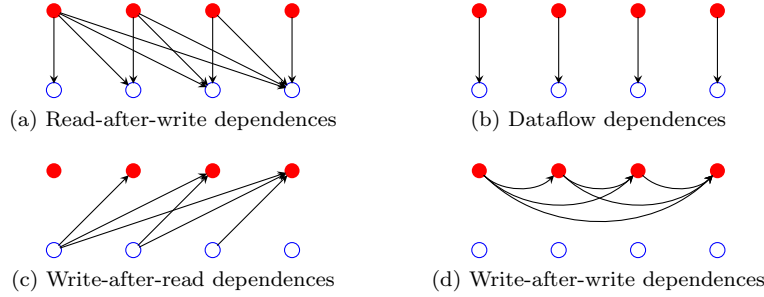 (a) Read-after-write dependences
(b) Dataflow dependences
(c) Write-after-read dependences
(d) Write-after-write dependences